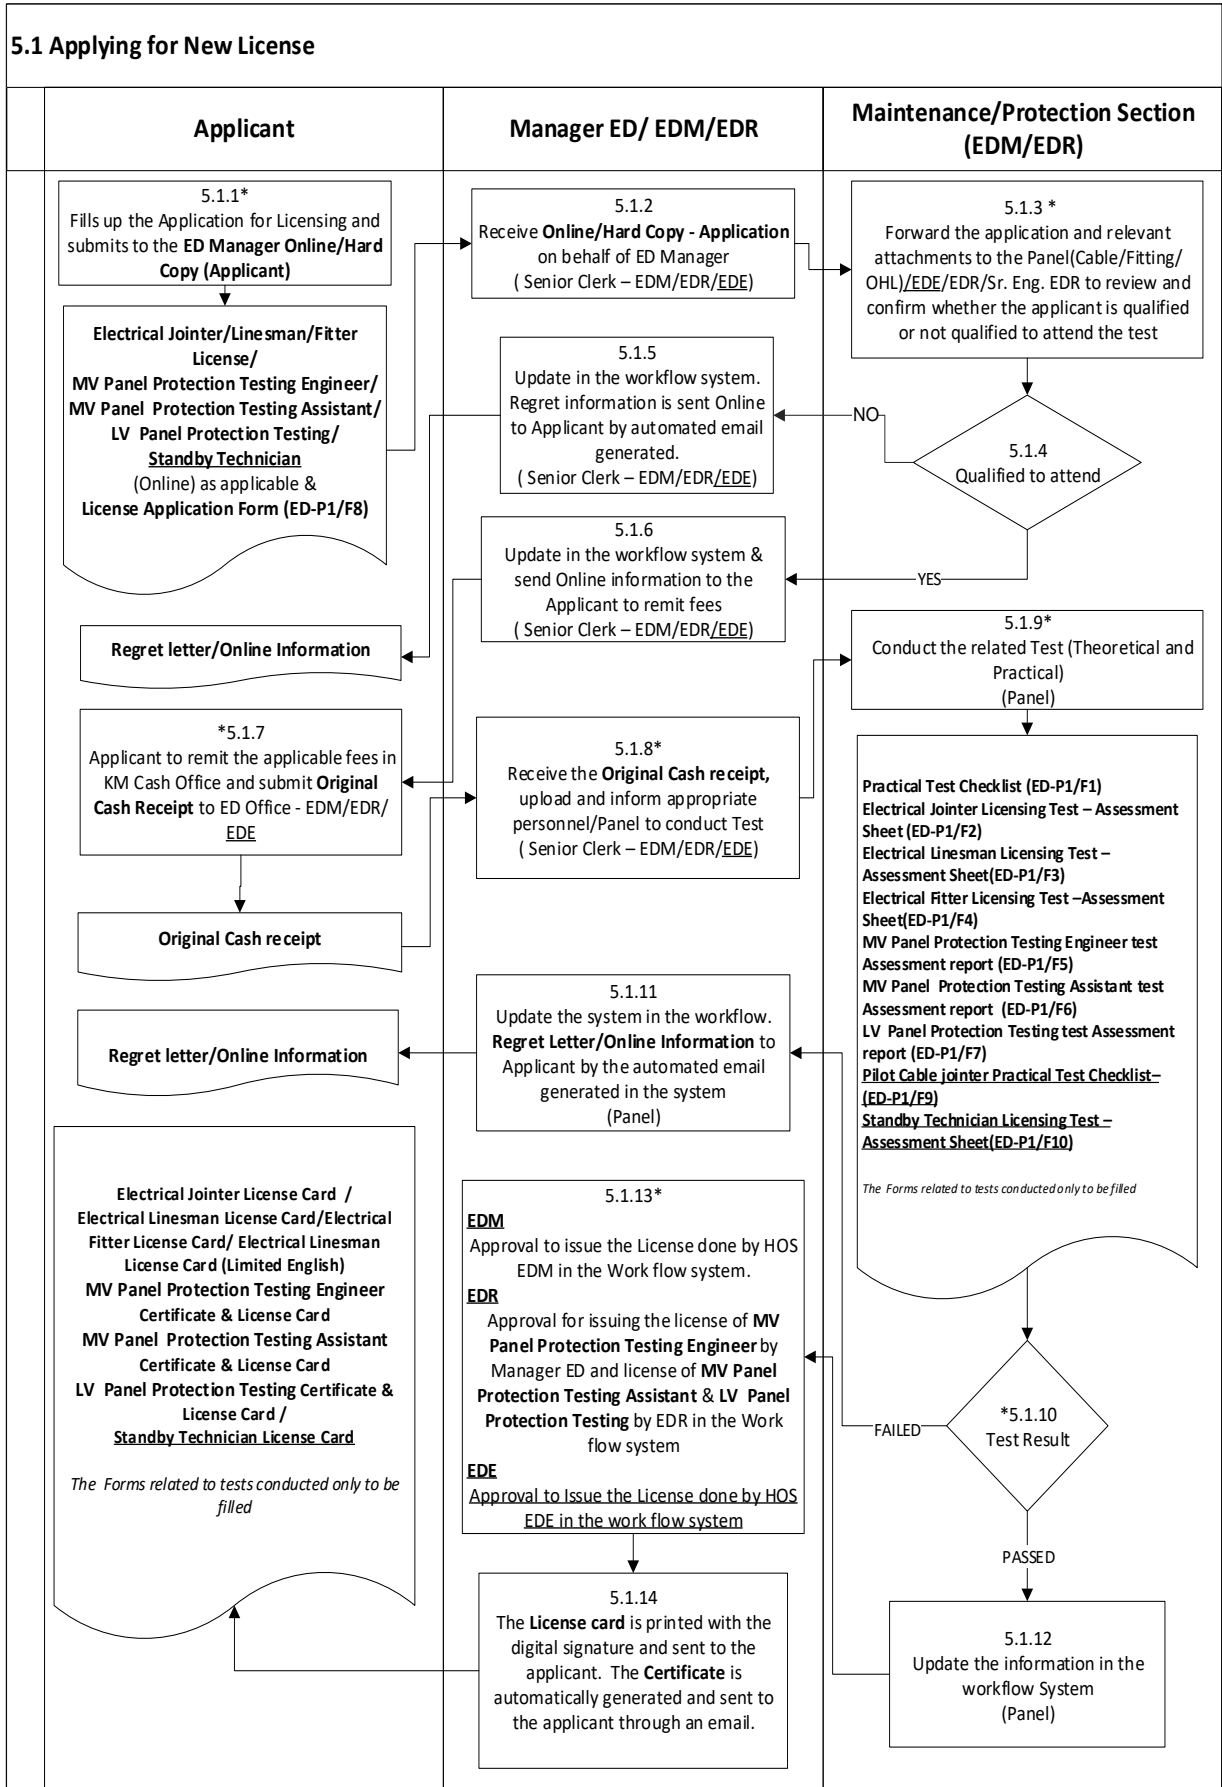 5.1 Applying for New License
Applicant
Manager ED/ EDM/EDR
Maintenance/Protection Section
(EDM/EDR)
5.1.1*
Fills up the Application for Licensing and
submits to the ED Manager Online/Hard
Copy (Applicant)
5.1.2
Receive Online/Hard Copy - Application
on behalf of ED Manager
( Senior Clerk – EDM/EDR/EDE)
5.1.3 *
Forward the application and relevant
attachments to the Panel(Cable/Fitting/
OHL)/EDE/EDR/Sr. Eng. EDR to review and
confirm whether the applicant is qualified
or not qualified to attend the test
Electrical Jointer/Linesman/Fitter
License/
MV Panel Protection Testing Engineer/
MV Panel Protection Testing Assistant/
LV Panel Protection Testing/
Standby Technician
(Online) as applicable &
License Application Form (ED-P1/F8)
5.1.5
Update in the workflow system.
Regret information is sent Online
to Applicant by automated email
generated.
( Senior Clerk – EDM/EDR/EDE)
NO
5.1.4
Qualified to attend
5.1.6
Update in the workflow system &
send Online information to the
Applicant to remit fees
( Senior Clerk – EDM/EDR/EDE)
YES
Regret letter/Online Information
5.1.9*
Conduct the related Test (Theoretical and
Practical)
(Panel)
*5.1.7
Applicant to remit the applicable fees in
KM Cash Office and submit Original
Cash Receipt to ED Office - EDM/EDR/
EDE
5.1.8*
Receive the Original Cash receipt,
upload and inform appropriate
personnel/Panel to conduct Test
( Senior Clerk – EDM/EDR/EDE)
Original Cash receipt
Practical Test Checklist (ED-P1/F1)
Electrical Jointer Licensing Test – Assessment
Sheet (ED-P1/F2)
Electrical Linesman Licensing Test –
Assessment Sheet(ED-P1/F3)
Electrical Fitter Licensing Test –Assessment
Sheet(ED-P1/F4)
MV Panel Protection Testing Engineer test
Assessment report (ED-P1/F5)
MV Panel Protection Testing Assistant test
Assessment report (ED-P1/F6)
LV Panel Protection Testing test Assessment
report (ED-P1/F7)
Pilot Cable jointer Practical Test Checklist–
(ED-P1/F9)
Standby Technician Licensing Test –
Assessment Sheet(ED-P1/F10)
The Forms related to tests conducted only to be filled
5.1.11
Update the system in the workflow.
Regret Letter/Online Information to
Applicant by the automated email
generated in the system
(Panel)
Regret letter/Online Information
Electrical Jointer License Card /
Electrical Linesman License Card/Electrical
Fitter License Card/ Electrical Linesman
License Card (Limited English)
MV Panel Protection Testing Engineer
Certificate & License Card
MV Panel Protection Testing Assistant
Certificate & License Card
LV Panel Protection Testing Certificate &
License Card /
Standby Technician License Card
The Forms related to tests conducted only to be
filled
5.1.13*
EDM
Approval to issue the License done by HOS
EDM in the Work flow system.
EDR
Approval for issuing the license of MV
Panel Protection Testing Engineer by
Manager ED and license of MV Panel
Protection Testing Assistant & LV Panel
Protection Testing by EDR in the Work
flow system
EDE
Approval to Issue the License done by HOS
EDE in the work flow system
FAILED
*5.1.10
Test Result
PASSED
5.1.14
The License card is printed with the
digital signature and sent to the
applicant. The Certificate is
automatically generated and sent to
the applicant through an email.
5.1.12
Update the information in the
workflow System
(Panel)